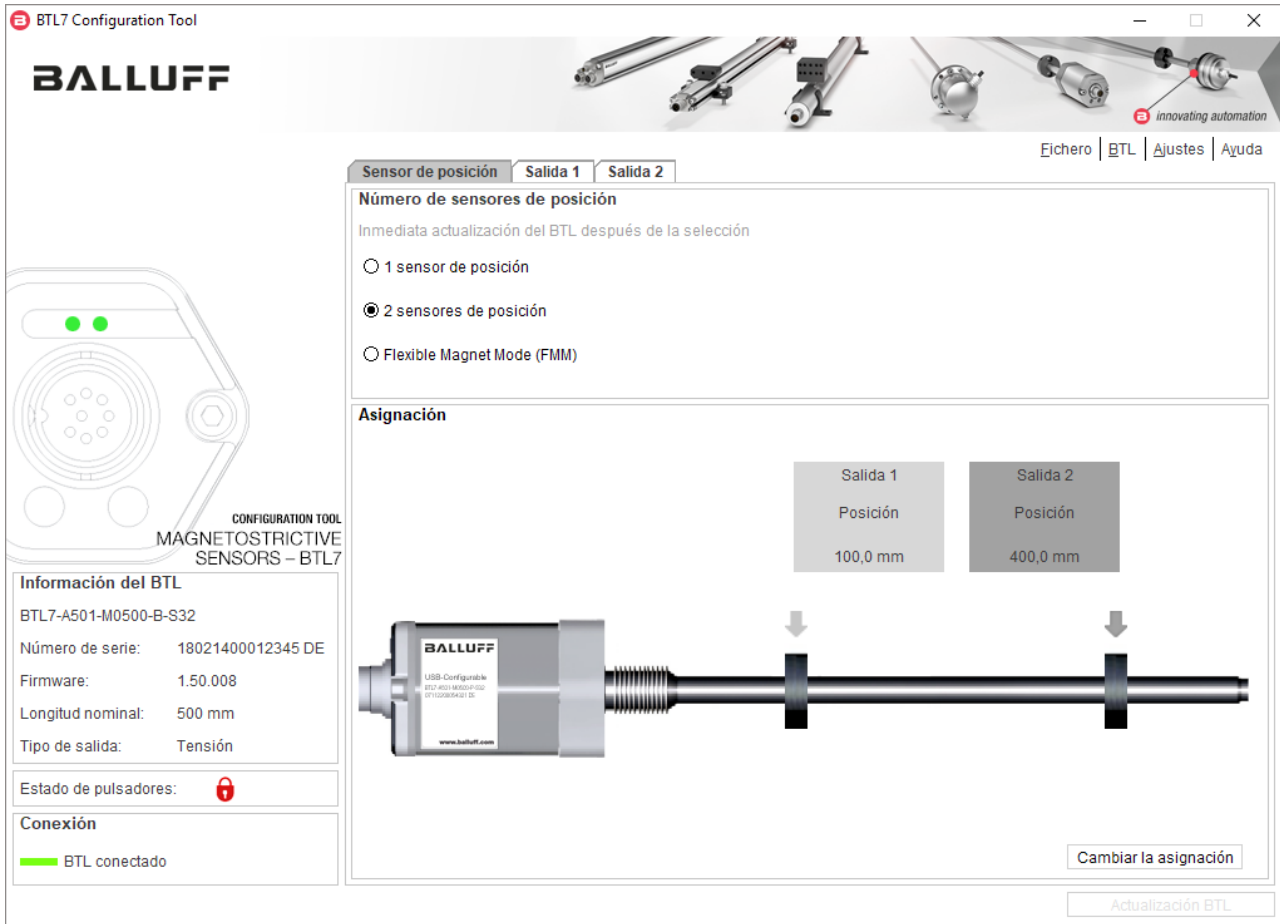 BTL7 Configuration Tool
BALLUFF
innovating automation
Fichero BTL Ajustes Ayuda
Sensor de posición Salida 1 Salida 2
Número de sensores de posición
Inmediata actualización del BTL después de la selección
1 sensor de posición
2 sensores de posición
Flexible Magnet Mode (FMM)
CONFIGURATION TOOL
MAGNETOSTRICTIVE
SENSORS – BTL7
Información del BTL
BTL7-A501-M0500-B-S32
Número de serie: 18021400012345 DE
Firmware: 1.50.008
Longitud nominal: 500 mm
Tipo de salida: Tensión
Estado de pulsadores:
Conexión
BTL conectado
Asignación
Salida 1
Posición
100,0 mm
Salida 2
Posición
400,0 mm
BALLUFF
USB-Configurable
www.balluff.com
Cambiar la asignación
Actualización BTL